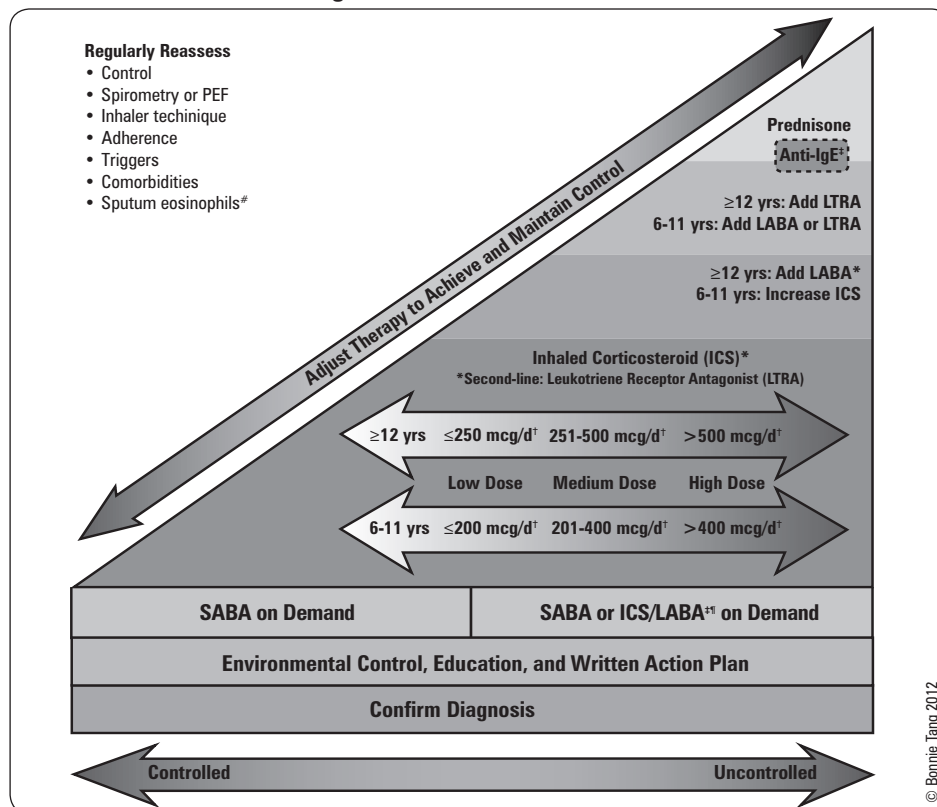 Regularly Reassess
• Control
• Spirometry or PEF
• Inhaler techinique
• Adherence
• Triggers
• Comorbidities
• Sputum eosinophils#
Adjust Therapy to Achieve and Maintain Control
Prednisone
Anti-IgE‡
≥12 yrs: Add LTRA
6-11 yrs: Add LABA or LTRA
≥12 yrs: Add LABA*
6-11 yrs: Increase ICS
Inhaled Corticosteroid (ICS)*
*Second-line: Leukotriene Receptor Antagonist (LTRA)
≥12 yrs ≤250 mcg/d† 251-500 mcg/d† >500 mcg/d†
Low Dose Medium Dose High Dose
6-11 yrs ≤200 mcg/d† 201-400 mcg/d† >400 mcg/d†
SABA on Demand SABA or ICS/LABA‡¶ on Demand
Environmental Control, Education, and Written Action Plan
Confirm Diagnosis
Controlled Uncontrolled
© Bonnie Tang 2012